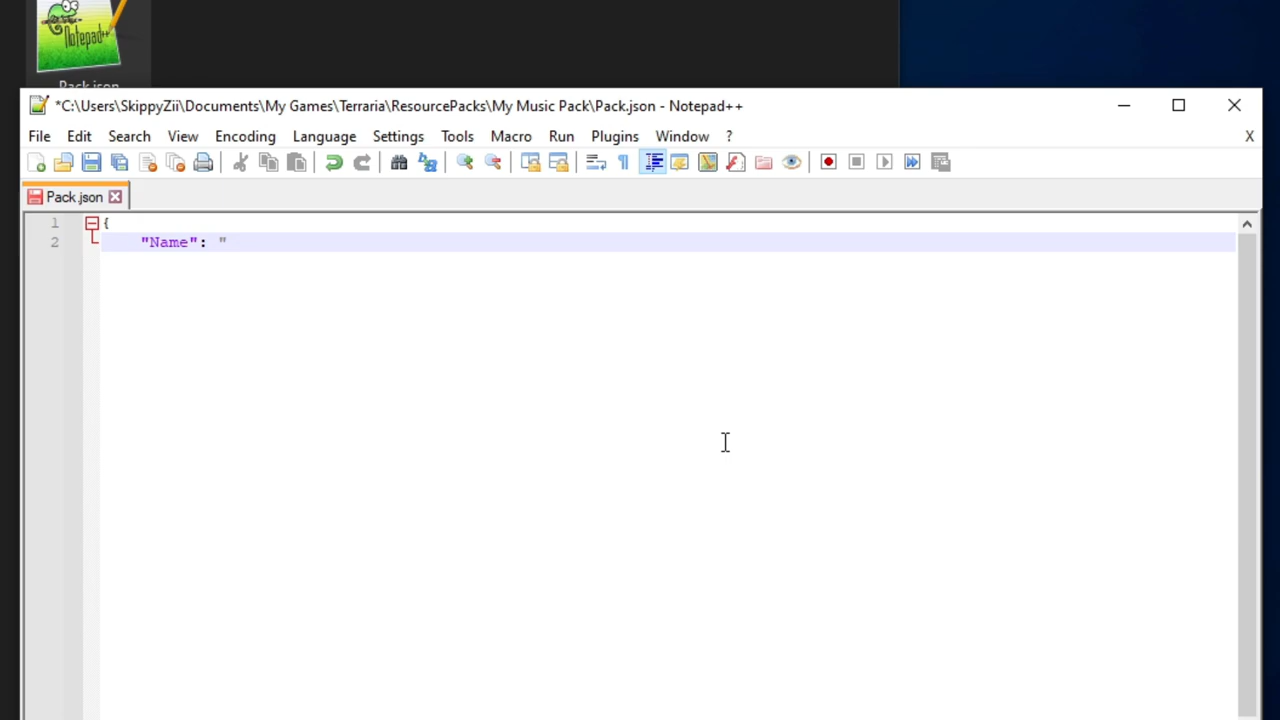 Notepad++
Pack.json
*C:\Users\SkippyZii\Documents\My Games\Terraria\ResourcePacks\My Music Pack\Pack.json - Notepad++
File Edit Search View Encoding Language Settings Tools Macro Run Plugins Window ? X
Pack.json
1 {
2 "Name": "